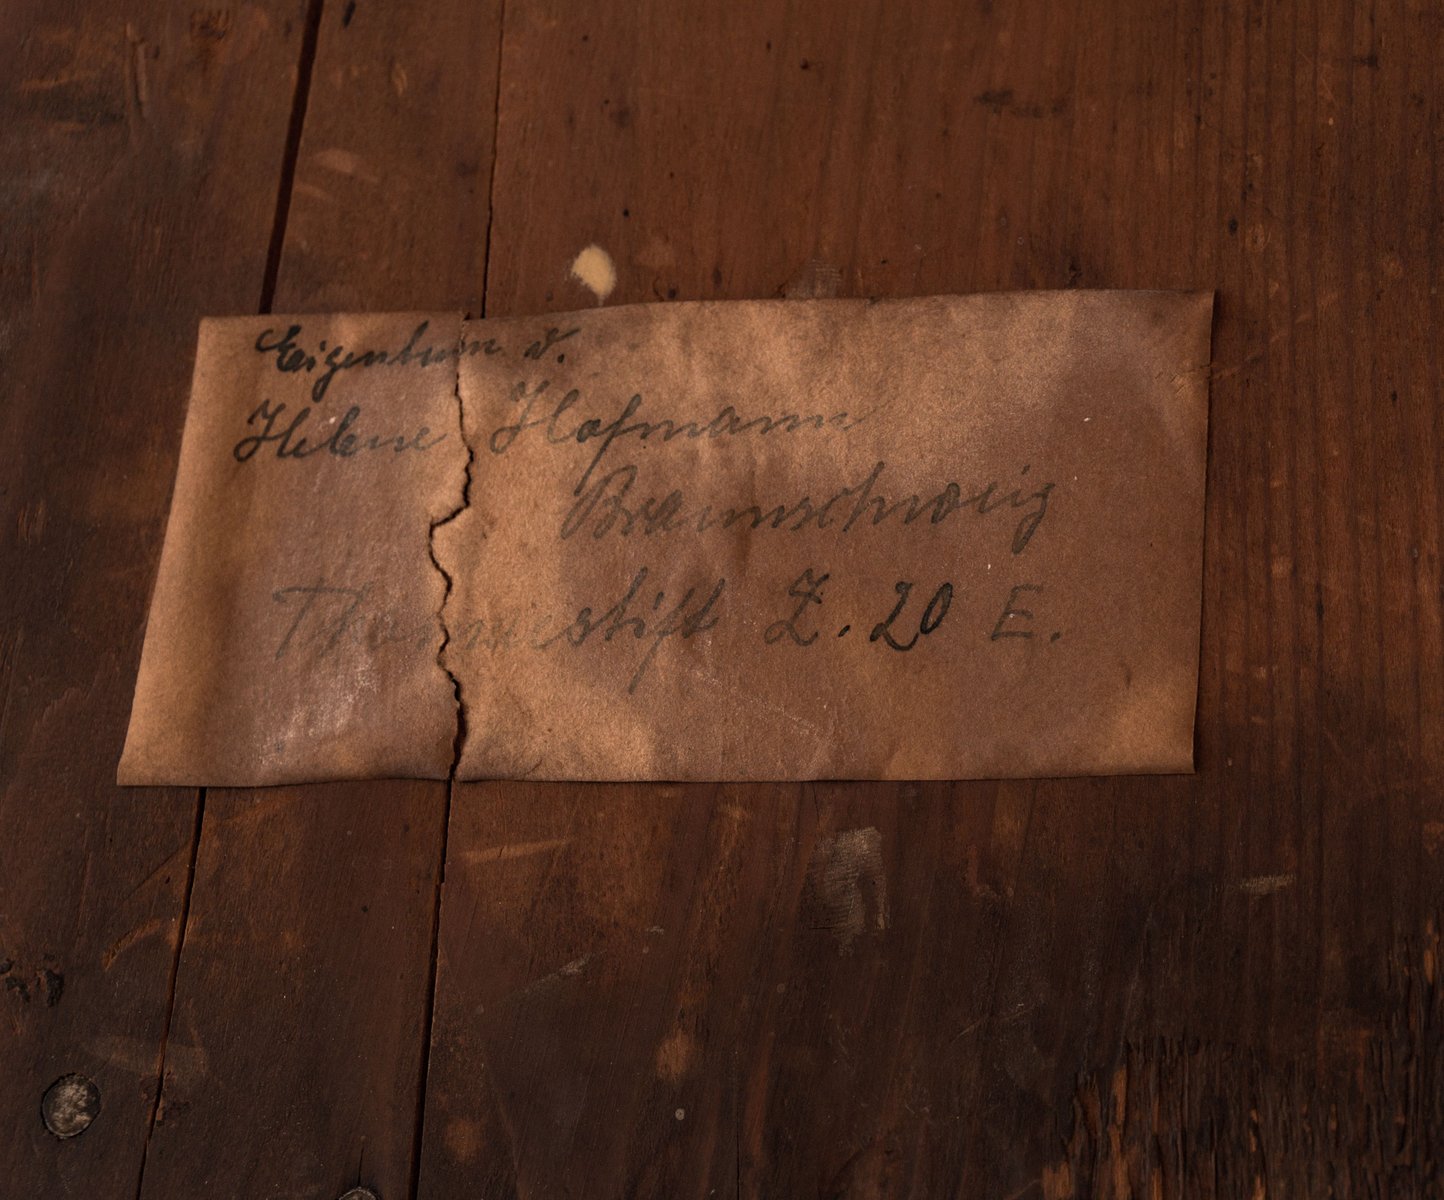 Eigentum v.
Helene Hofmann
Braunschweig
Thomaestift Z. 20 E.